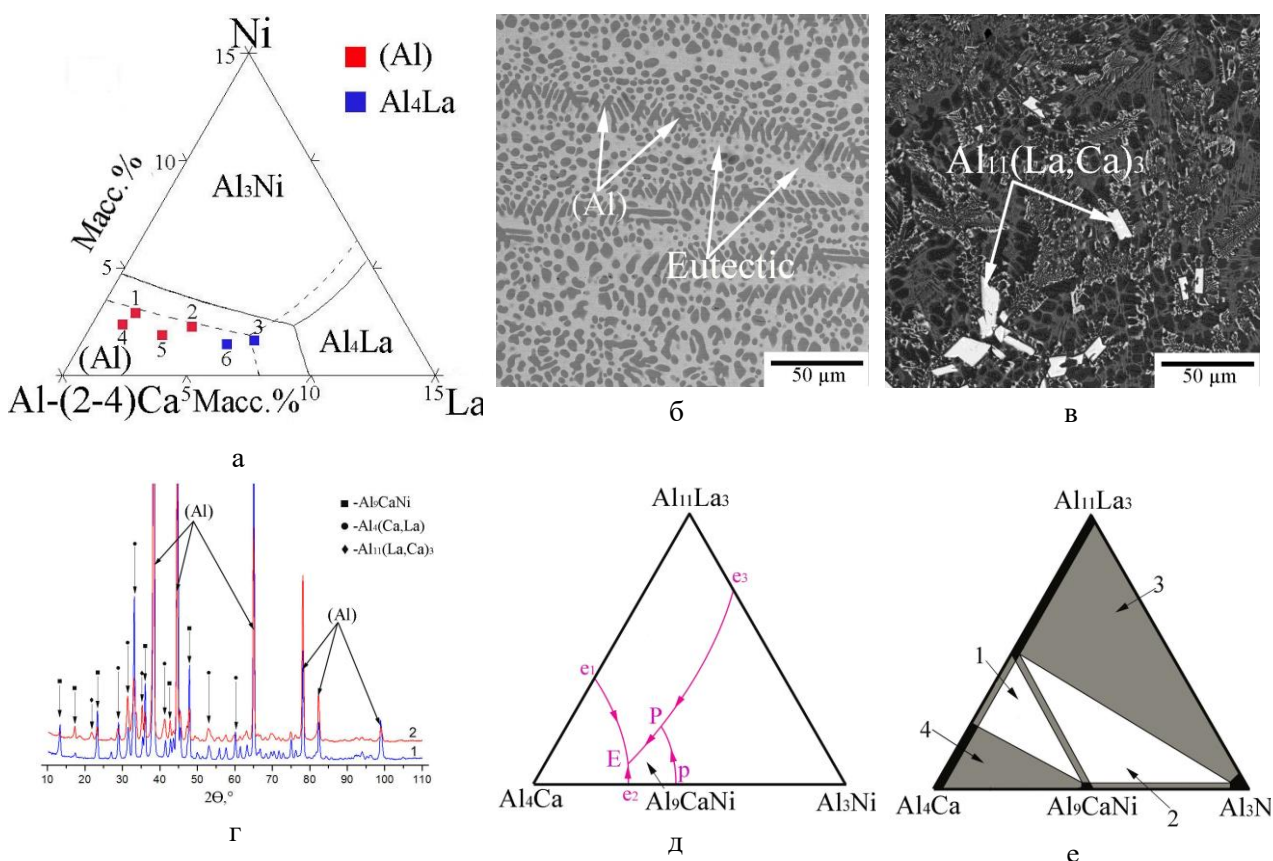 Ni
15
(Al)
Al₄La
10
Al₃Ni
Масс.%
5
1
2
3
4
5
6
(Al)
Al₄La
Al-(2-4)Ca
5
Масс.%
10
15
La
а
(Al)
Eutectic
50 µm
б
Al₁₁(La,Ca)₃
50 µm
в
(Al)
-Al₉CaNi
-Al₄(Ca,La)
-Al₁₁(La,Ca)₃
(Al)
2
1
10 20 30 40 50 60 70 80 90 100 110
2Θ,°
г
Al₁₁La₃
e₃
e₁
P
E
p
e₂
Al₄Ca
Al₉CaNi
Al₃Ni
д
Al₁₁La₃
3
1
4
Al₄Ca
Al₉CaNi
2
Al₃N
е